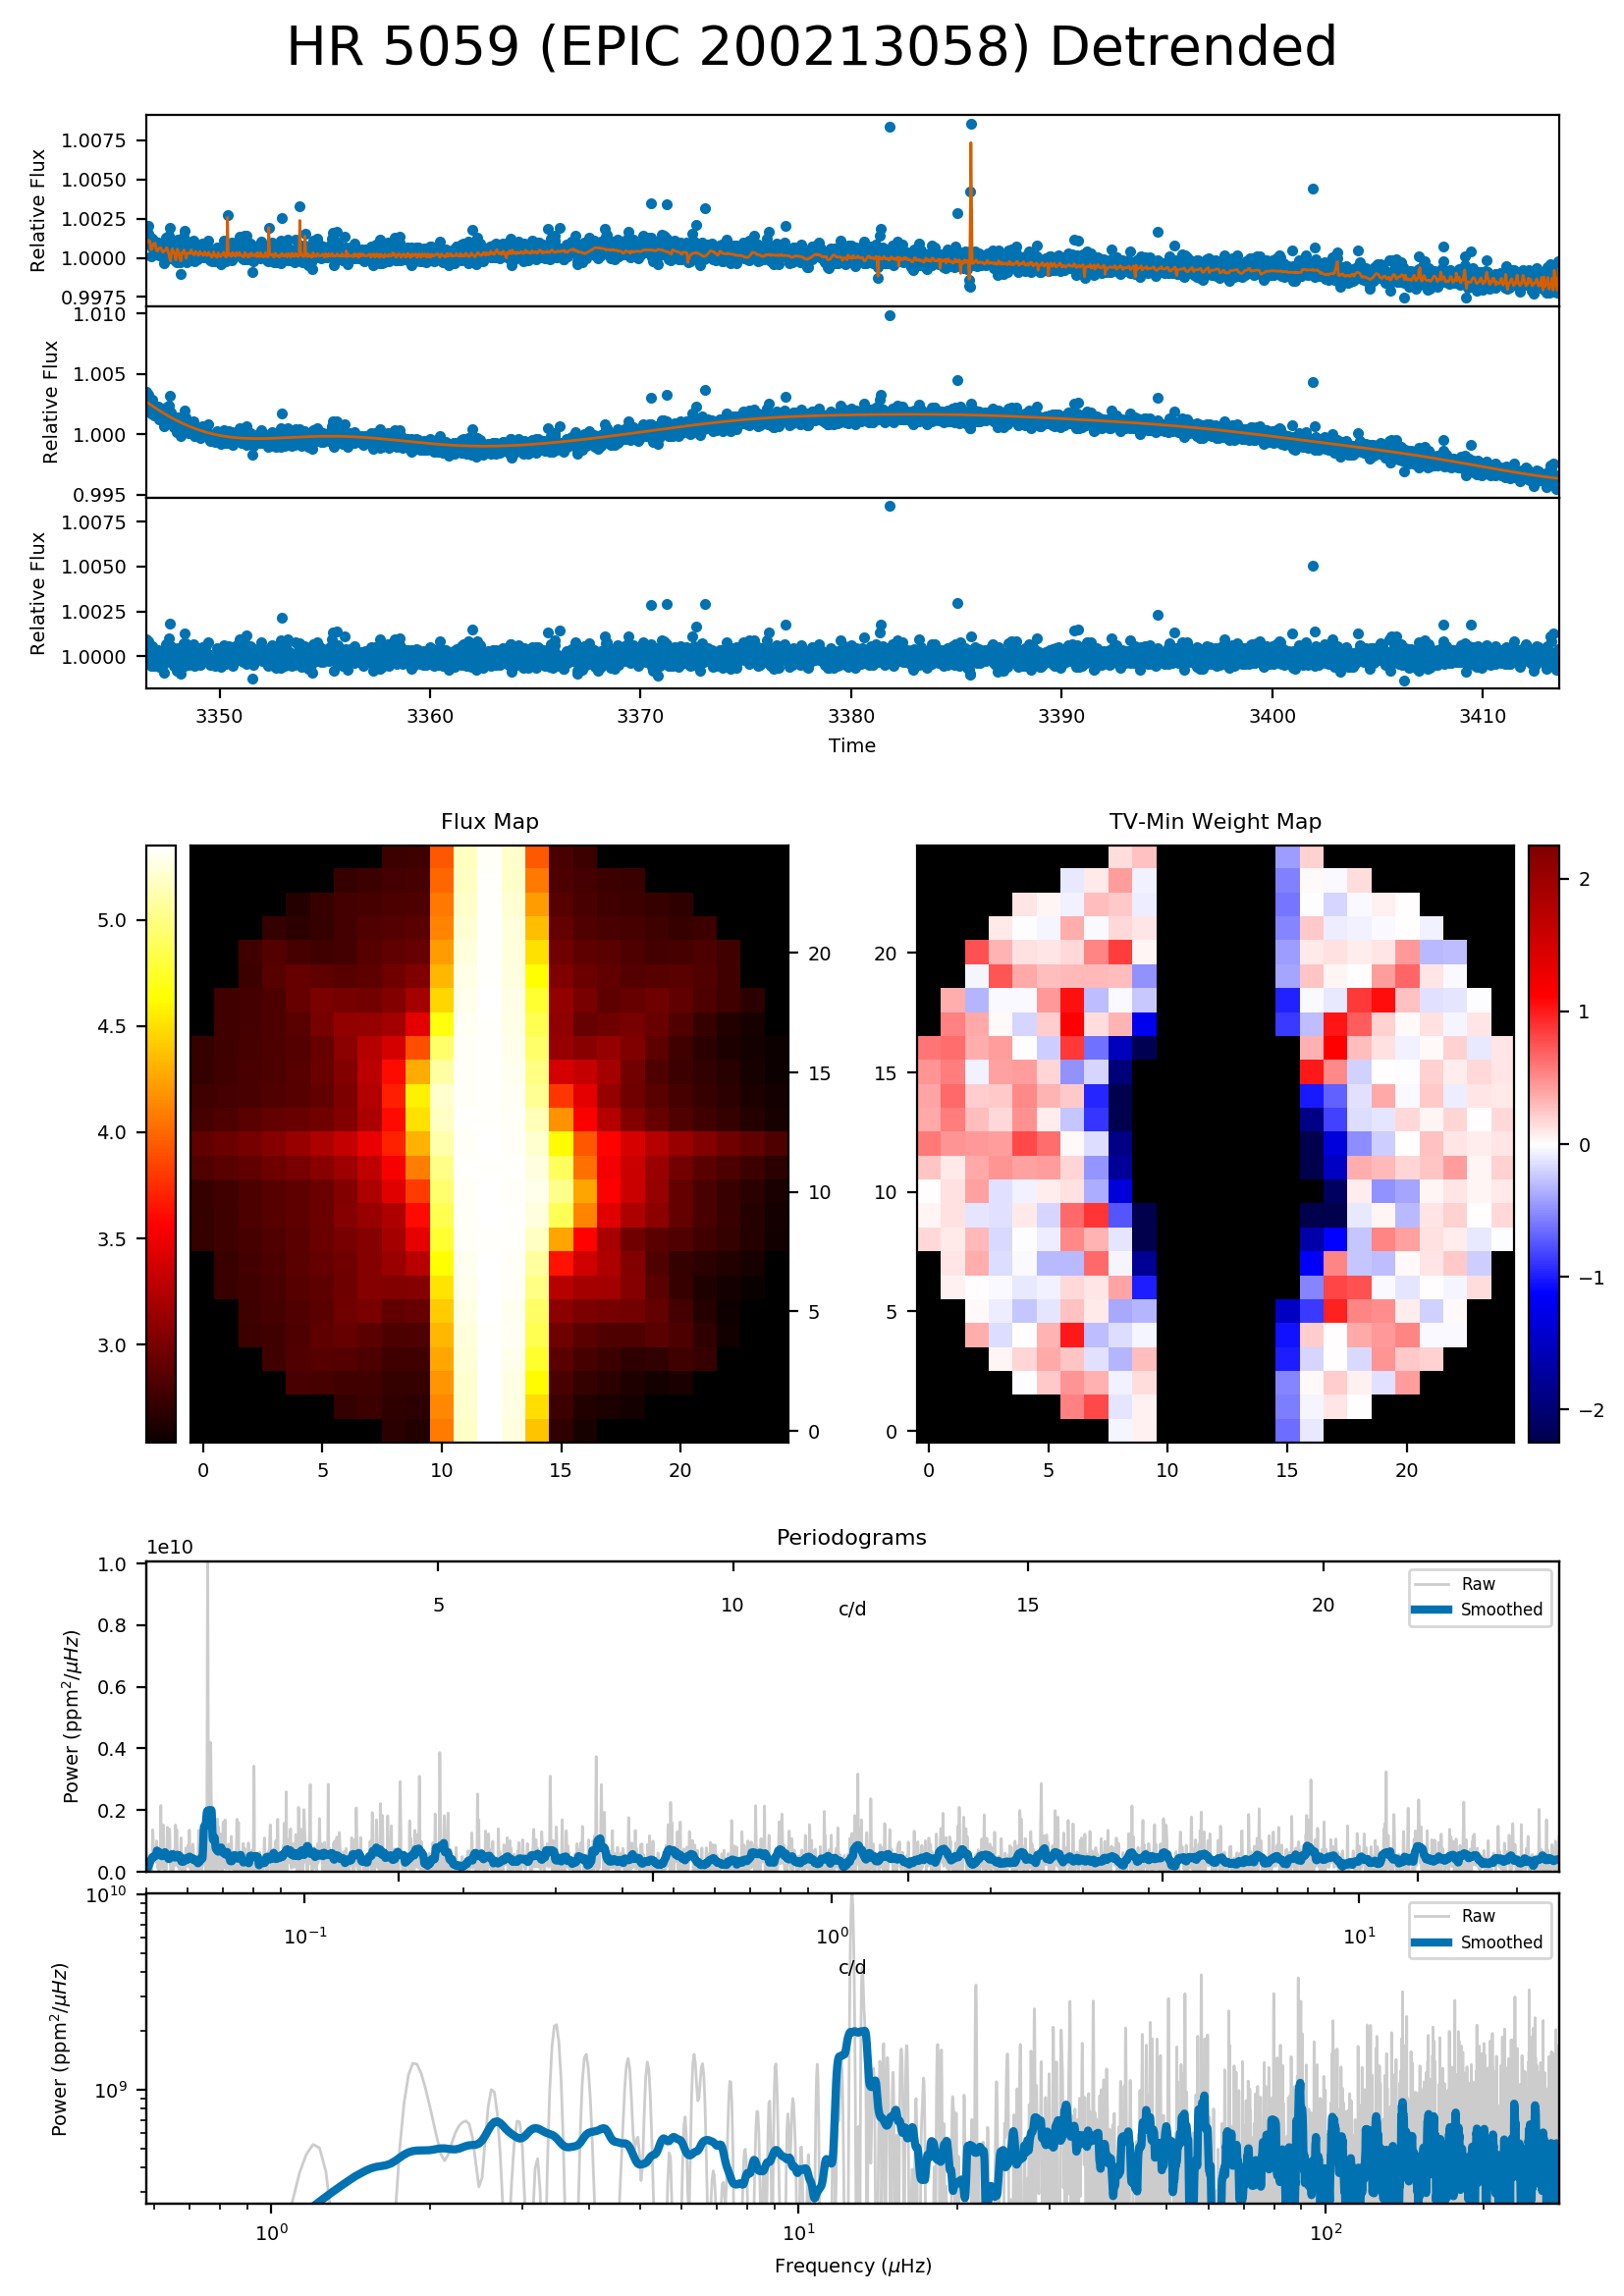 HR 5059 (EPIC 200213058) Detrended
1.0075
1.0050
1.0025
1.0000
0.9975
Relative Flux
1.010
1.005
1.000
0.995
Relative Flux
1.0075
1.0050
1.0025
1.0000
Relative Flux
3350 3360 3370 3380 3390 3400 3410
Time
Flux Map
TV-Min Weight Map
5.0
4.5
4.0
3.5
3.0
20
15
10
5
0
0 5 10 15 20
20
15
10
5
0
0 5 10 15 20
2
1
0
−1
−2
Periodograms
1e10
1.0
0.8
0.6
0.4
0.2
0.0
Power (ppm²/μHz)
5 10 15 20
c/d
Raw
Smoothed
10¹⁰
10⁹
Power (ppm²/μHz)
10⁻¹ 10⁰ 10¹
c/d
Raw
Smoothed
10⁰ 10¹ 10²
Frequency (μHz)